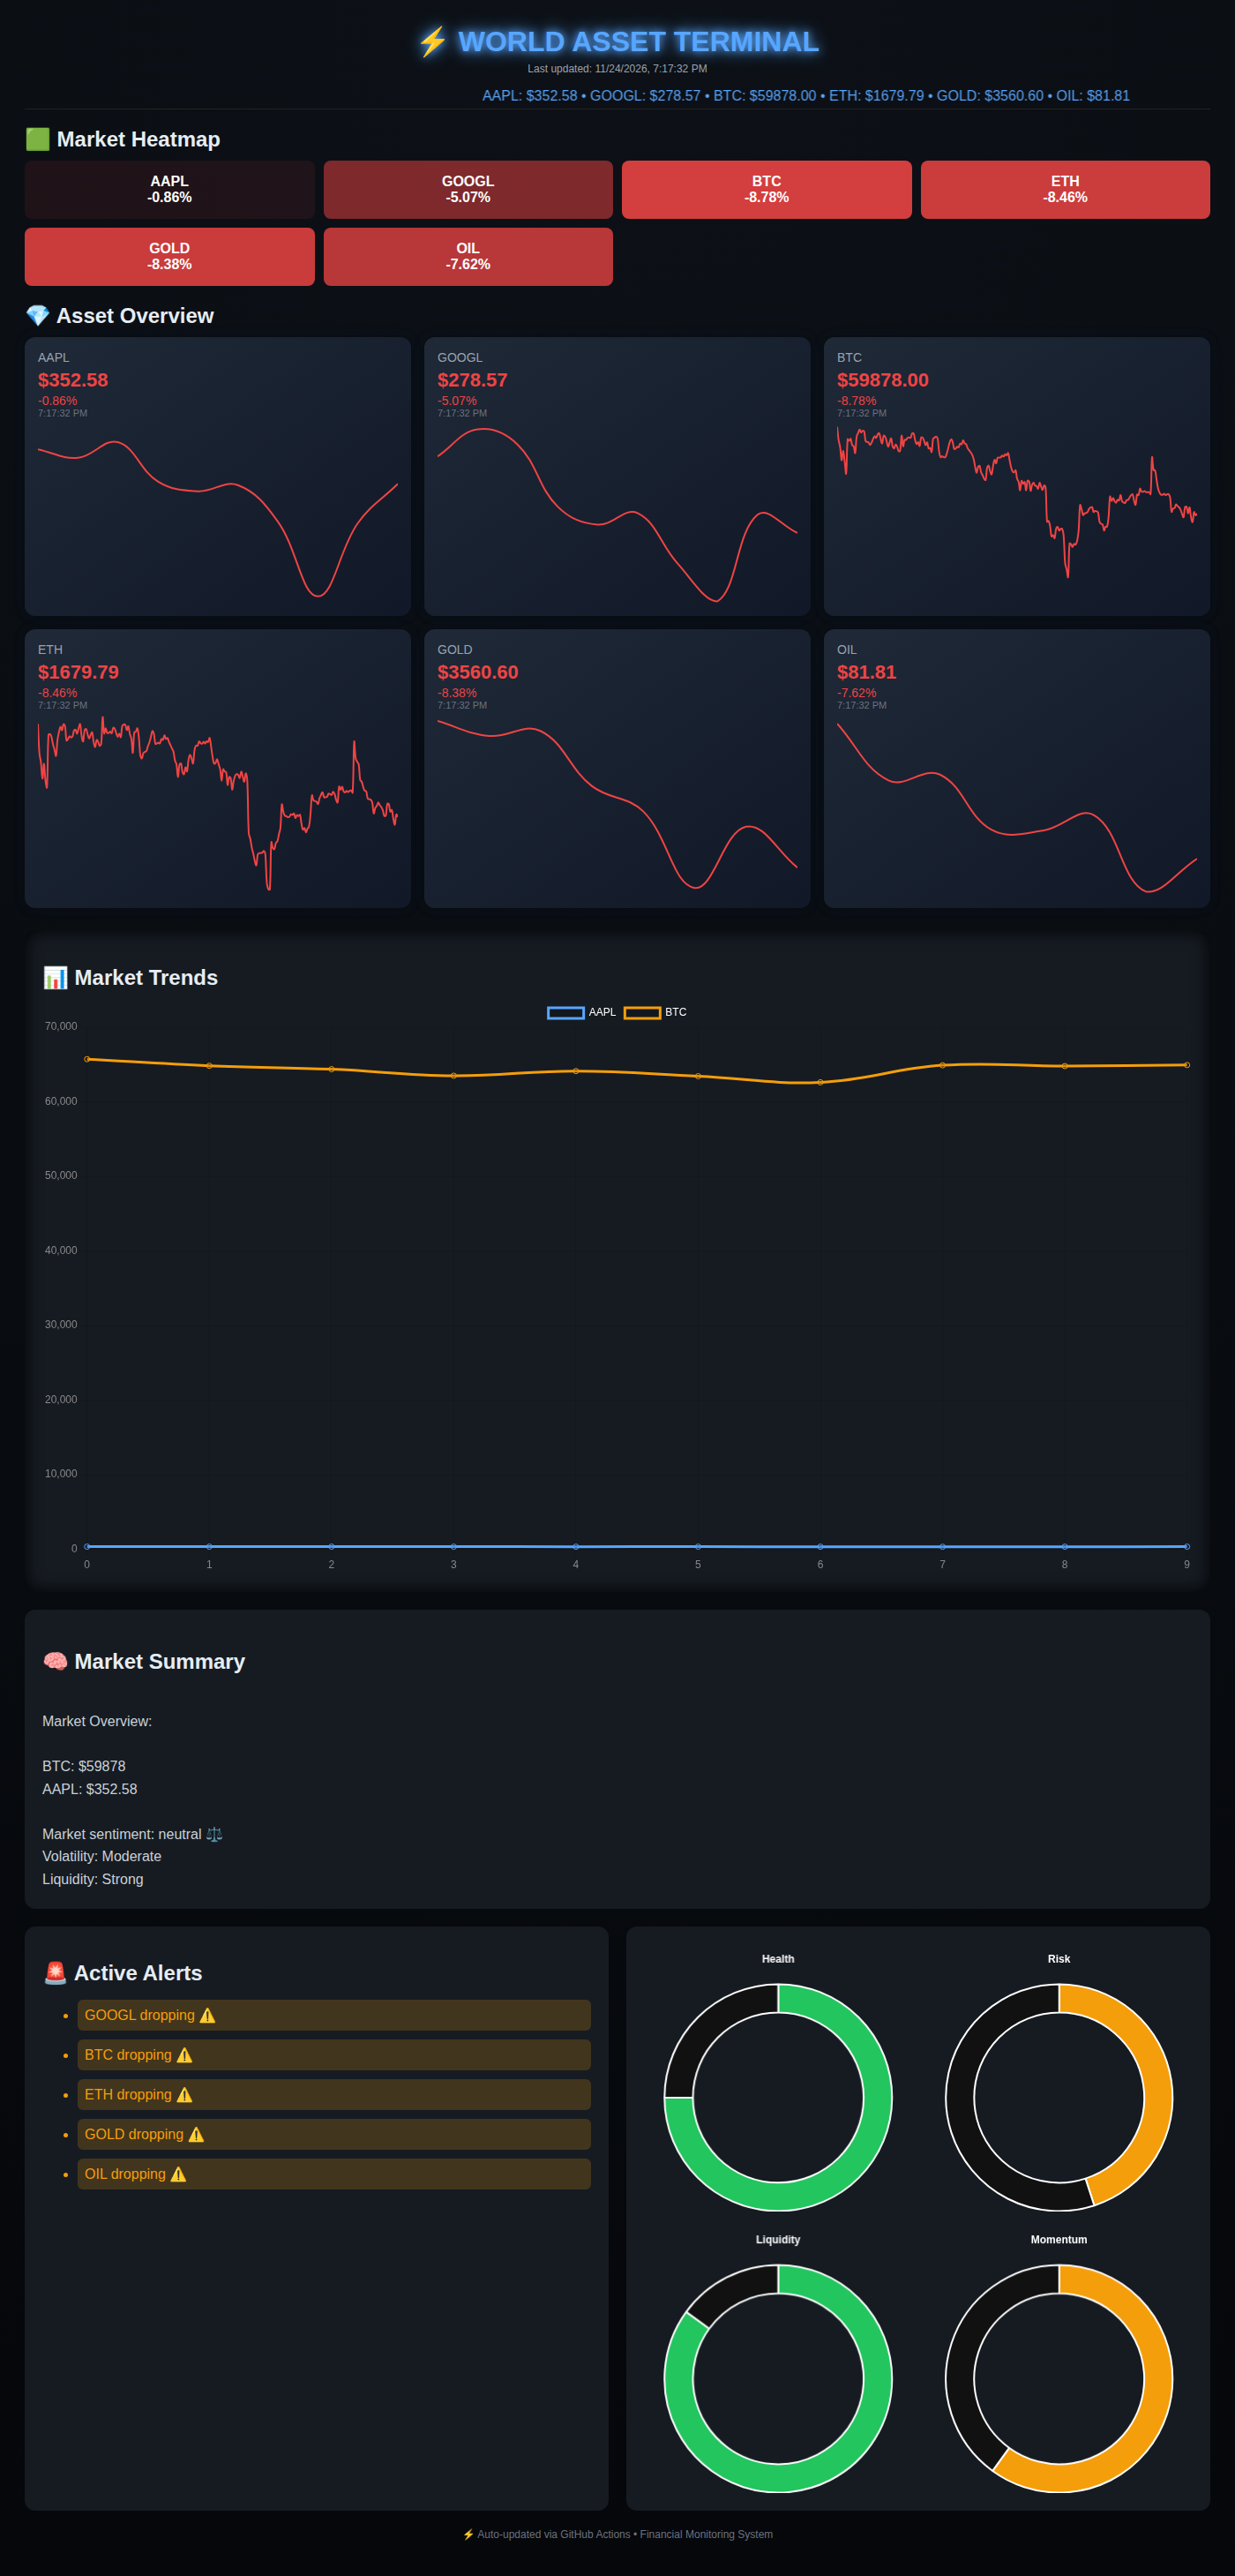 ⚡ WORLD ASSET TERMINAL
Last updated: 11/24/2026, 7:17:32 PM
AAPL: $352.58 • GOOGL: $278.57 • BTC: $59878.00 • ETH: $1679.79 • GOLD: $3560.60 • OIL: $81.81
🟩 Market Heatmap
AAPL
-0.86%
GOOGL
-5.07%
BTC
-8.78%
ETH
-8.46%
GOLD
-8.38%
OIL
-7.62%
💎 Asset Overview
AAPL
$352.58
-0.86%
7:17:32 PM
GOOGL
$278.57
-5.07%
7:17:32 PM
BTC
$59878.00
-8.78%
7:17:32 PM
ETH
$1679.79
-8.46%
7:17:32 PM
GOLD
$3560.60
-8.38%
7:17:32 PM
OIL
$81.81
-7.62%
7:17:32 PM
📊 Market Trends
AAPL BTC
70,000
60,000
50,000
40,000
30,000
20,000
10,000
0
0 1 2 3 4 5 6 7 8 9
🧠 Market Summary
Market Overview:
BTC: $59878
AAPL: $352.58
Market sentiment: neutral ⚖️
Volatility: Moderate
Liquidity: Strong
🚨 Active Alerts
• GOOGL dropping ⚠️
• BTC dropping ⚠️
• ETH dropping ⚠️
• GOLD dropping ⚠️
• OIL dropping ⚠️
Health
Risk
Liquidity
Momentum
⚡ Auto-updated via GitHub Actions • Financial Monitoring System